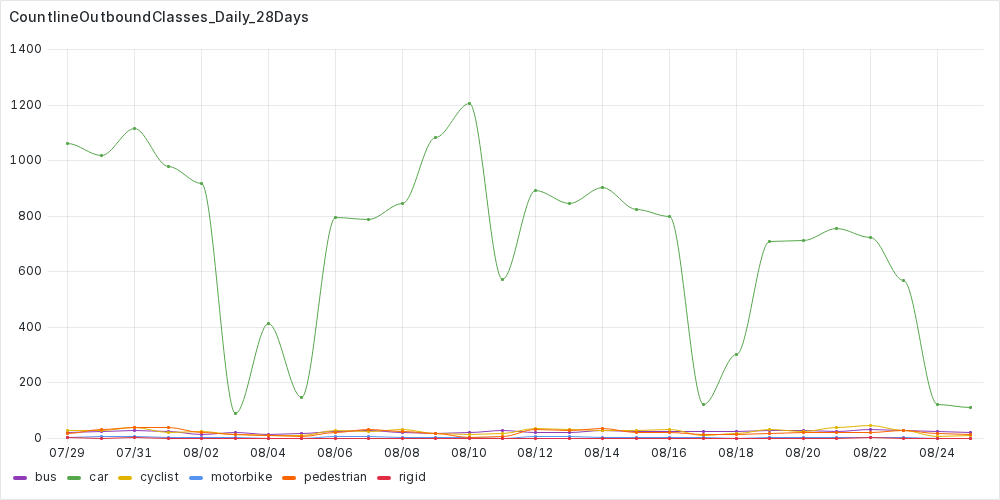 CountlineOutboundClasses_Daily_28Days
1400
1200
1000
800
600
400
200
0
07/29 07/31 08/02 08/04 08/06 08/08 08/10 08/12 08/14 08/16 08/18 08/20 08/22 08/24
bus car cyclist motorbike pedestrian rigid